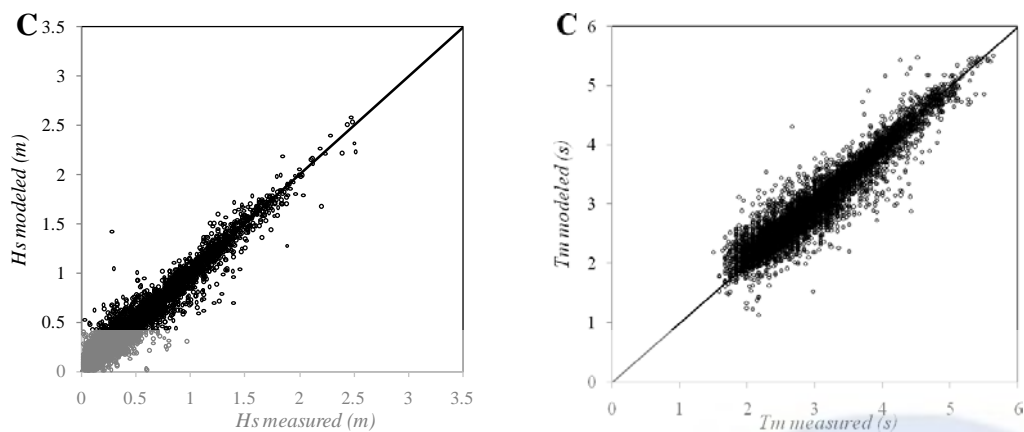 C
3.5
3
2.5
2
1.5
1
0.5
0
Hs modeled (m)
0 0.5 1 1.5 2 2.5 3 3.5
Hs measured (m)
C
6
5
4
3
2
1
0
Tm modeled (s)
0 1 2 3 4 5 6
Tm measured (s)